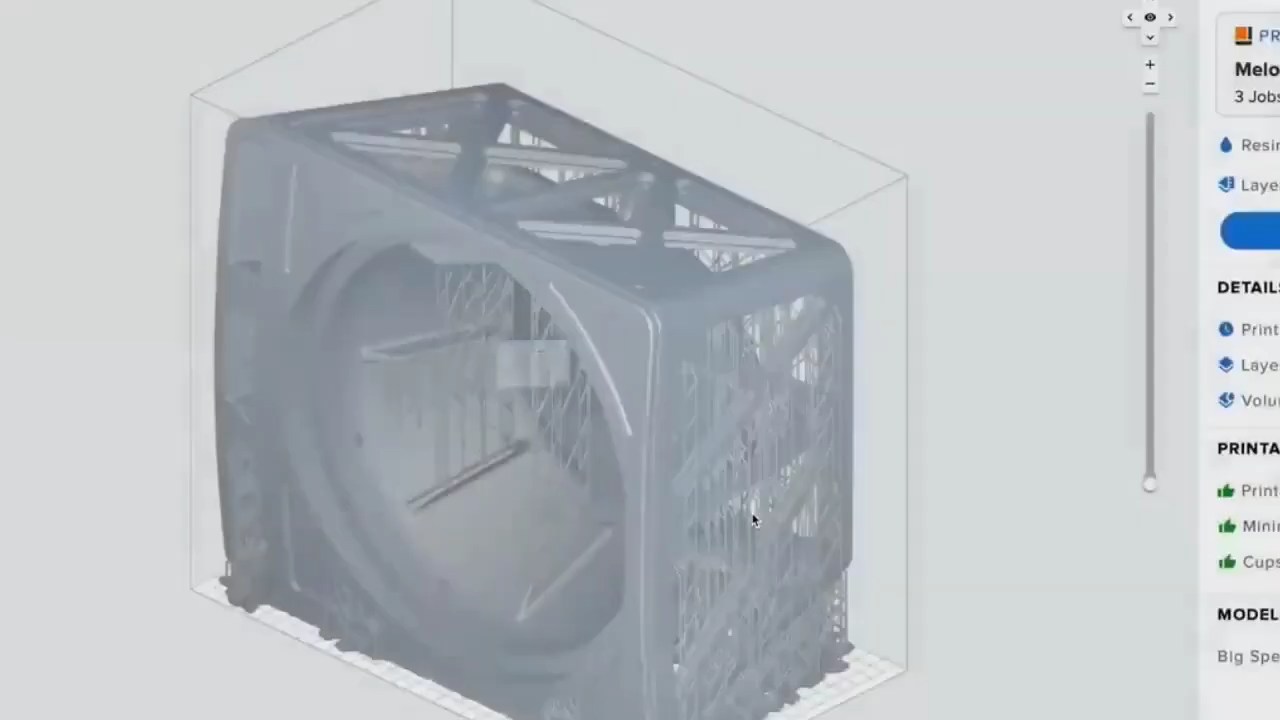 PR
Melo
3 Jobs
Resin
Laye
DETAILS
Print
Laye
Volu
PRINTA
Print
Mini
Cups
MODEL
Big Spe